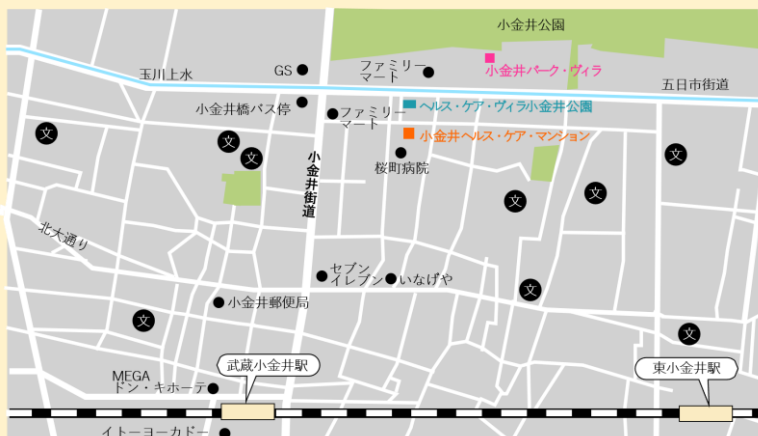 小金井公園
玉川上水
GS
ファミリー
マート
小金井パーク・ヴィラ
五日市街道
小金井橋バス停
ファミリー
マート
ヘルス・ケア・ヴィラ小金井公園
小金井ヘルス・ケア・マンション
桜町病院
小金井街道
文
文
文
文
文
文
文
文
文
北大通り
セブン
イレブン
いなげや
小金井郵便局
武蔵小金井駅
東小金井駅
MEGA
ドン・キホーテ
イトーヨーカドー